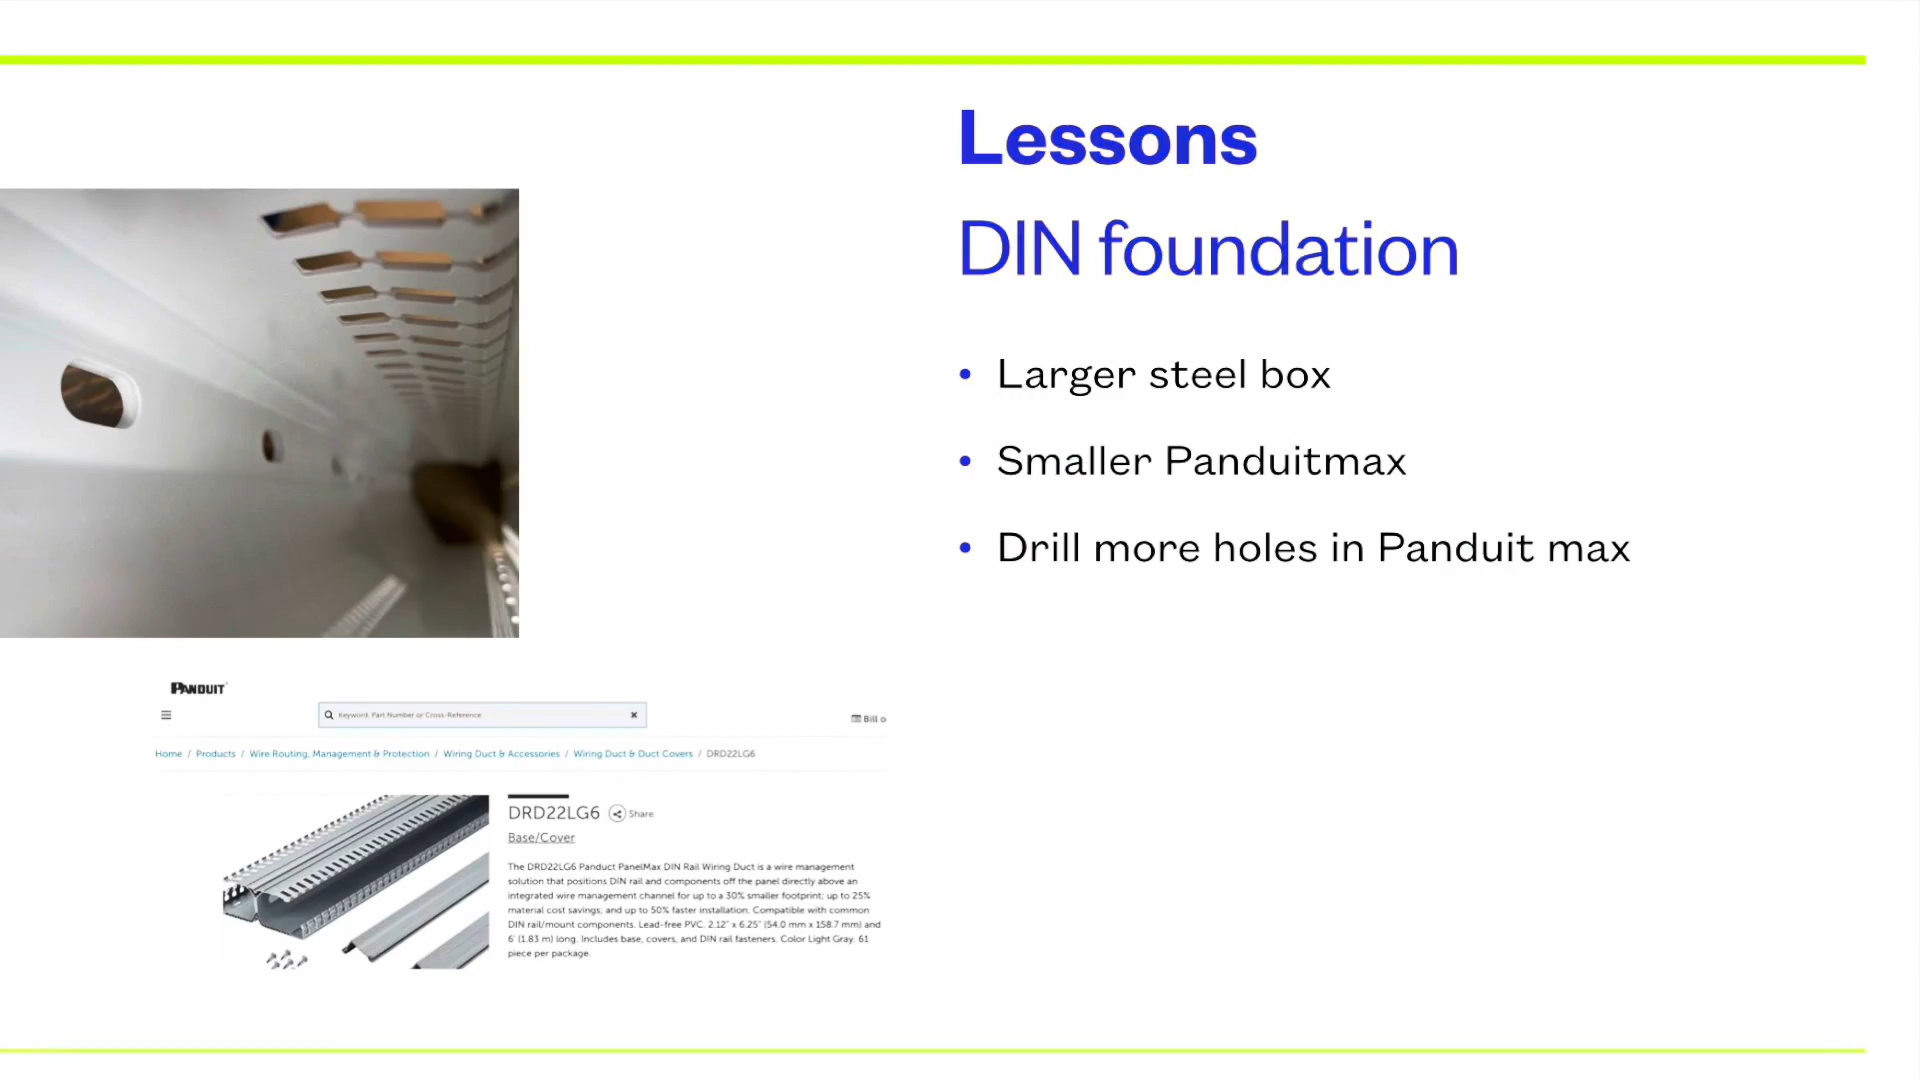 Lessons
DIN foundation
• Larger steel box
• Smaller Panduitmax
• Drill more holes in Panduit max
PANDUIT
Keyword, Part Number or Cross-Reference
Bill o
Home / Products / Wire Routing, Management & Protection / Wiring Duct & Accessories / Wiring Duct & Duct Covers / DRD22LG6
DRD22LG6 Share
Base/Cover
The DRD22LG6 Panduct PanelMax DIN Rail Wiring Duct is a wire management
solution that positions DIN rail and components off the panel directly above an
integrated wire management channel for up to a 30% smaller footprint; up to 25%
material cost savings; and up to 50% faster installation. Compatible with common
DIN rail/mount components. Lead-free PVC. 2.12" x 6.25" (54.0 mm x 158.7 mm) and
6' (1.83 m) long. Includes base, covers, and DIN rail fasteners. Color Light Gray. 61
piece per package.